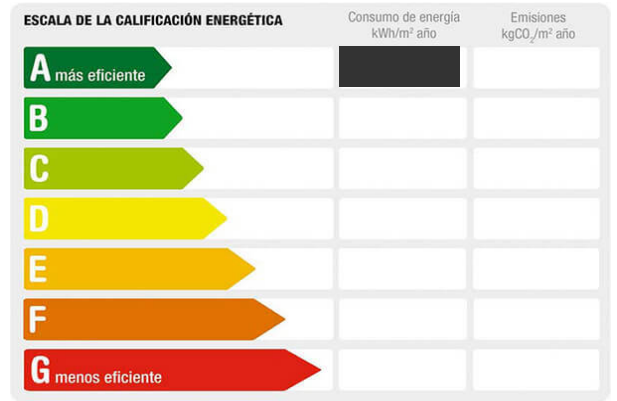 ESCALA DE LA CALIFICACIÓN ENERGÉTICA
Consumo de energía
kWh/m² año
Emisiones
kgCO₂/m² año
A más eficiente
B
C
D
E
F
G menos eficiente